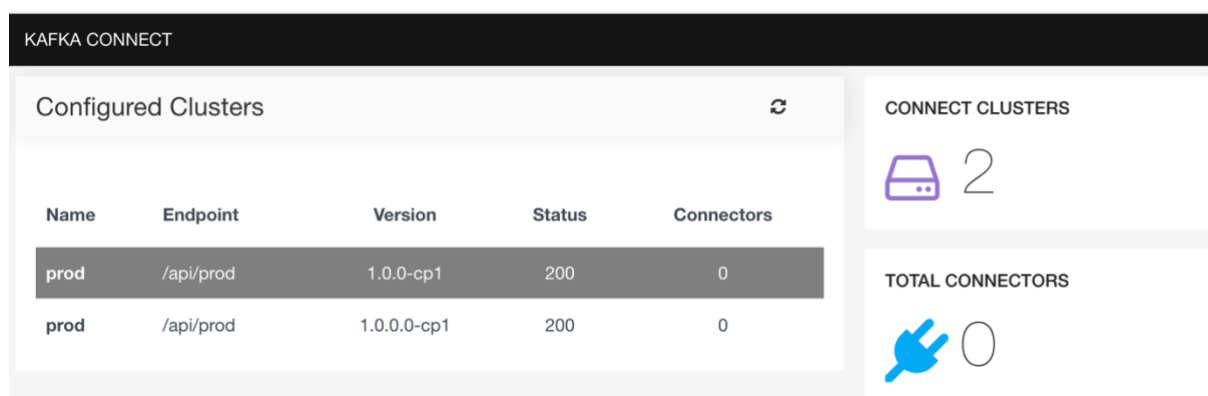 KAFKA CONNECT
Configured Clusters
Name Endpoint Version Status Connectors
prod /api/prod 1.0.0-cp1 200 0
prod /api/prod 1.0.0.0-cp1 200 0
CONNECT CLUSTERS
2
TOTAL CONNECTORS
0